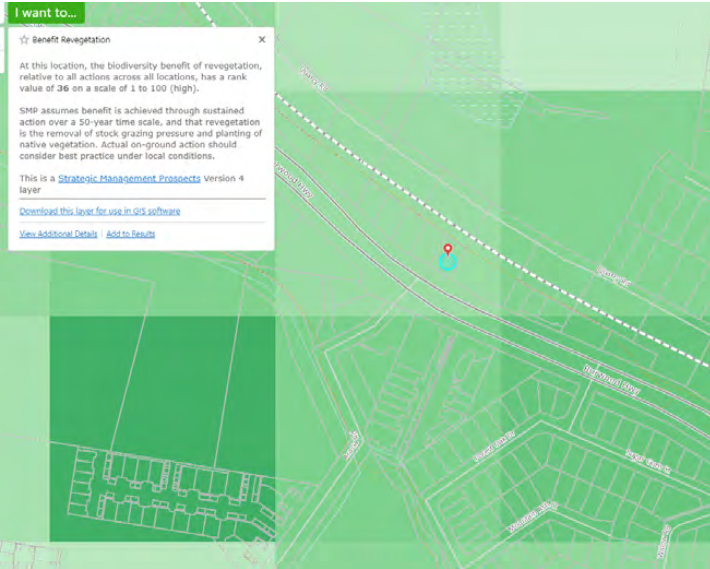 I want to...
Benefit Revegetation
At this location, the biodiversity benefit of revegetation,
relative to all actions across all locations, has a rank
value of 36 on a scale of 1 to 100 (high).
SMP assumes benefit is achieved through sustained
action over a 50-year time scale, and that revegetation
is the removal of stock grazing pressure and planting of
native vegetation. Actual on-ground action should
consider best practice under local conditions.
This is a Strategic Management Prospects Version 4
layer
Download this layer for use in GIS software
View Additional Details | Add to Results
Hwy